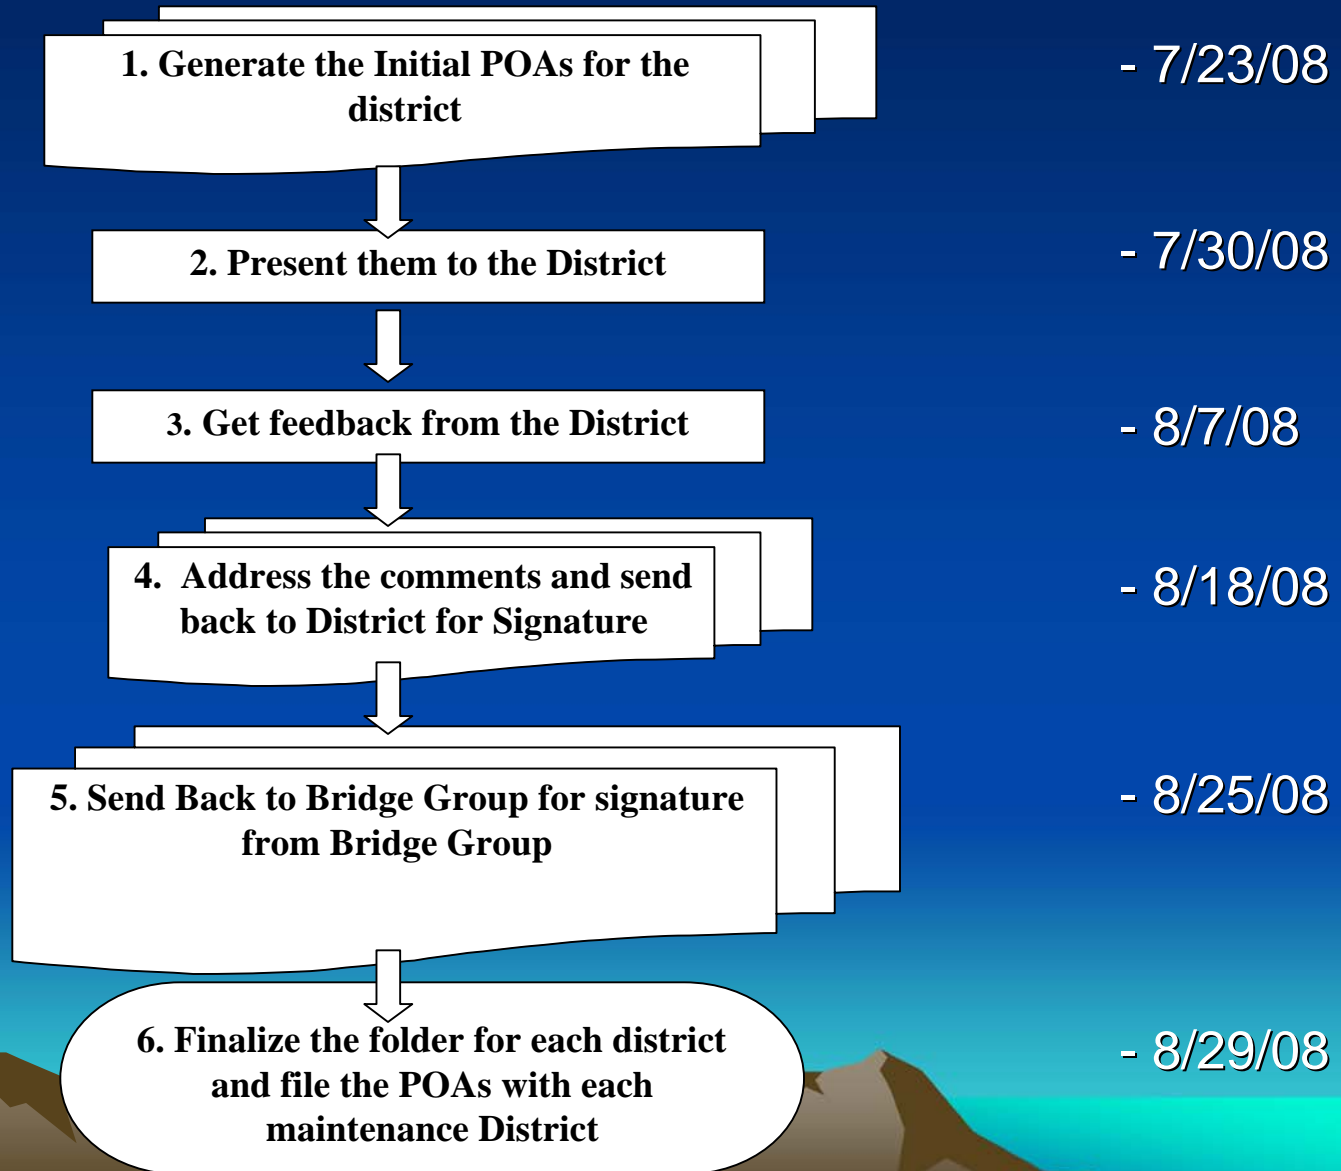 1. Generate the Initial POAs for the
district
- 7/23/08
2. Present them to the District
- 7/30/08
3. Get feedback from the District
- 8/7/08
4.  Address the comments and send
back to District for Signature
- 8/18/08
5. Send Back to Bridge Group for signature
from Bridge Group
- 8/25/08
6. Finalize the folder for each district
and file the POAs with each
maintenance District
- 8/29/08